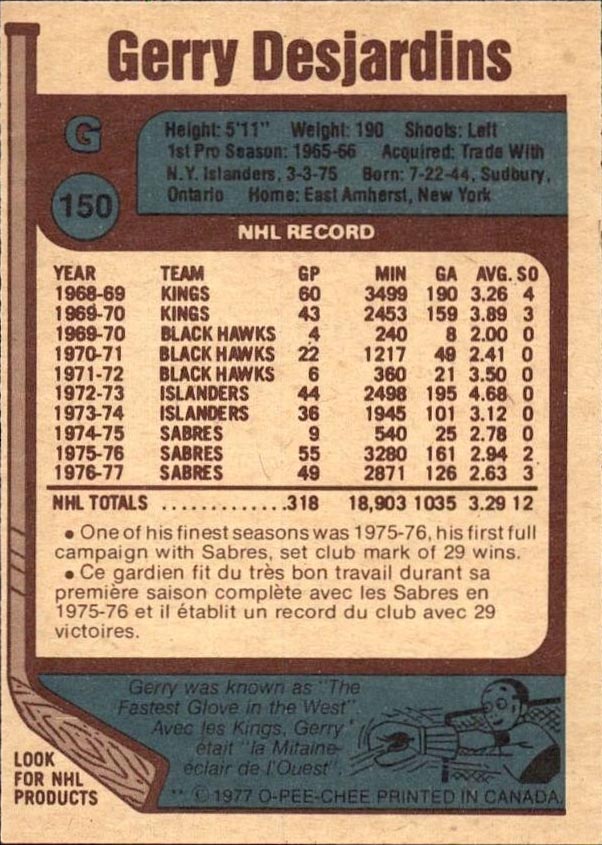 Gerry Desjardins
G
Height: 5'11" Weight: 190 Shoots: Left
1st Pro Season: 1965-66 Acquired: Trade With
N.Y. Islanders, 3-3-75 Born: 7-22-44, Sudbury,
Ontario Home: East Amherst, New York
150
NHL RECORD
YEAR TEAM GP MIN GA AVG. SO
1968-69 KINGS 60 3499 190 3.26 4
1969-70 KINGS 43 2453 159 3.89 3
1969-70 BLACK HAWKS 4 240 8 2.00 0
1970-71 BLACK HAWKS 22 1217 49 2.41 0
1971-72 BLACK HAWKS 6 360 21 3.50 0
1972-73 ISLANDERS 44 2498 195 4.68 0
1973-74 ISLANDERS 36 1945 101 3.12 0
1974-75 SABRES 9 540 25 2.78 0
1975-76 SABRES 55 3280 161 2.94 2
1976-77 SABRES 49 2871 126 2.63 3
NHL TOTALS .............318 18,903 1035 3.29 12
• One of his finest seasons was 1975-76, his first full
campaign with Sabres, set club mark of 29 wins.
• Ce gardien fit du très bon travail durant sa
première saison complète avec les Sabres en
1975-76 et il établit un record du club avec 29
victoires.
Gerry was known as "The
Fastest Glove in the West".
Avec les Kings, Gerry
était "la Mitaine-
éclair de l'Ouest".
LOOK
FOR NHL
PRODUCTS
** © 1977 O-PEE-CHEE PRINTED IN CANADA.